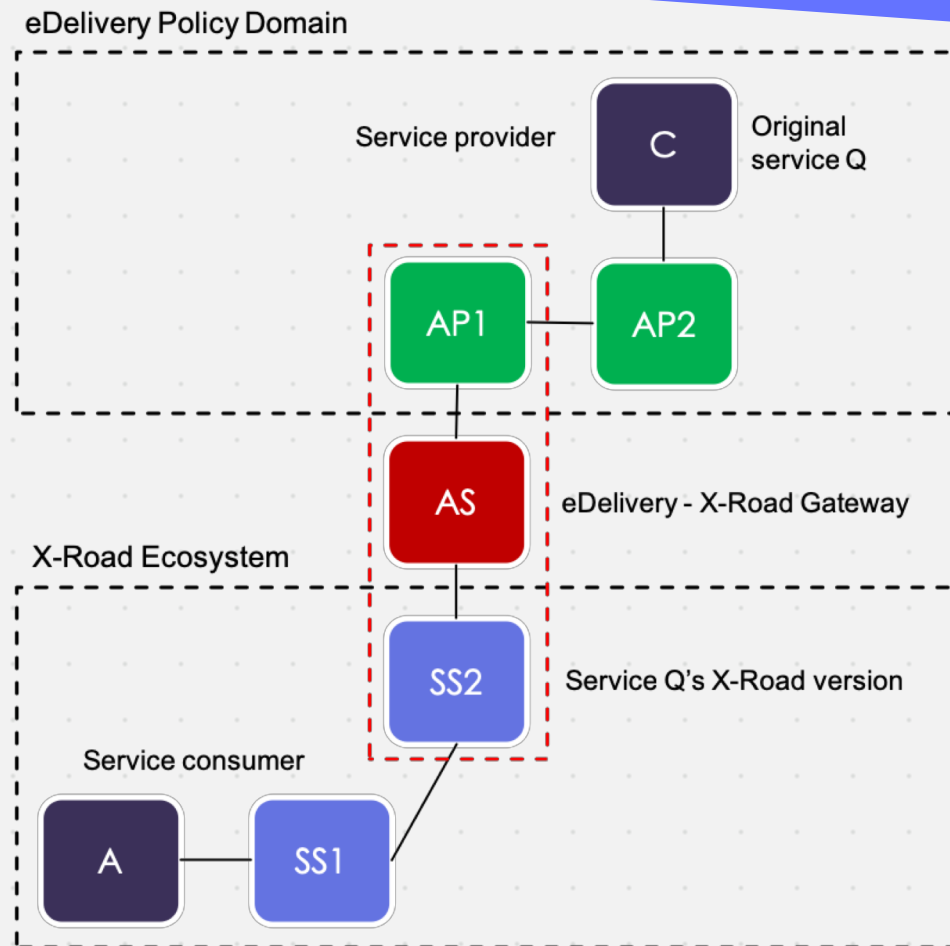 eDelivery Policy Domain
Service provider
C
Original
service Q
AP1
AP2
AS
eDelivery - X-Road Gateway
X-Road Ecosystem
SS2
Service Q’s X-Road version
Service consumer
A
SS1